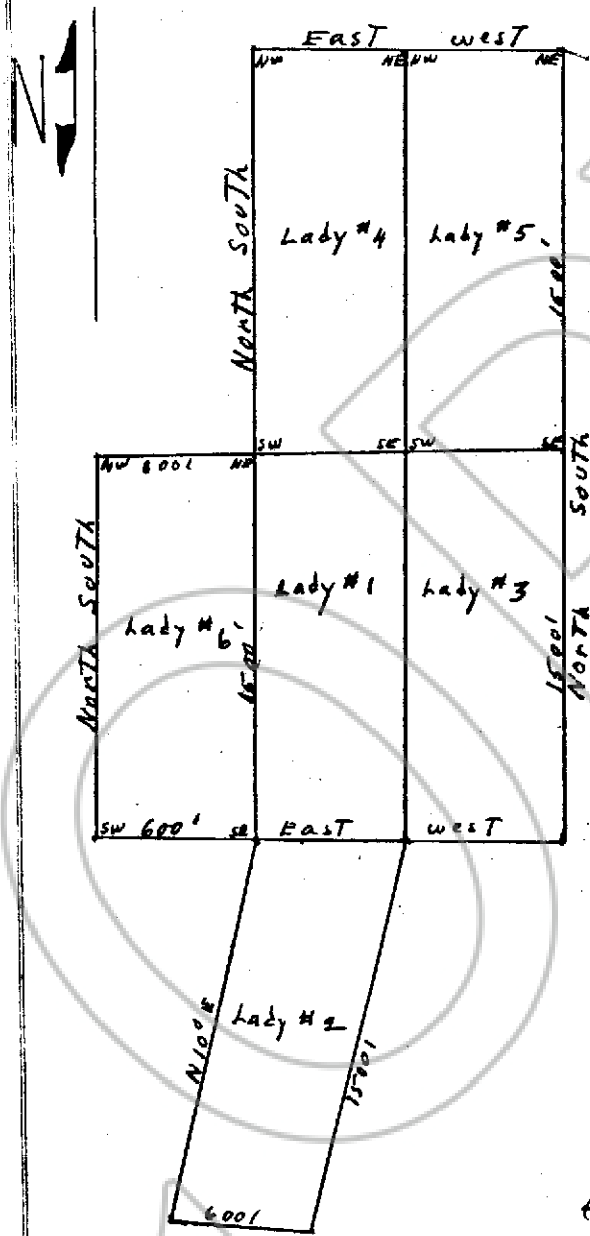 N
EasT wesT
NW NE NW NE
Lady #4 Lady #5
North South
1500'
SW SE SW SE
NW 600' NE
South
North South
Lady #1 Lady #3
Lady #6
1500'
1500'
North
SW 600' SE EasT wesT
Lady #2
N10°E
1500'
600'